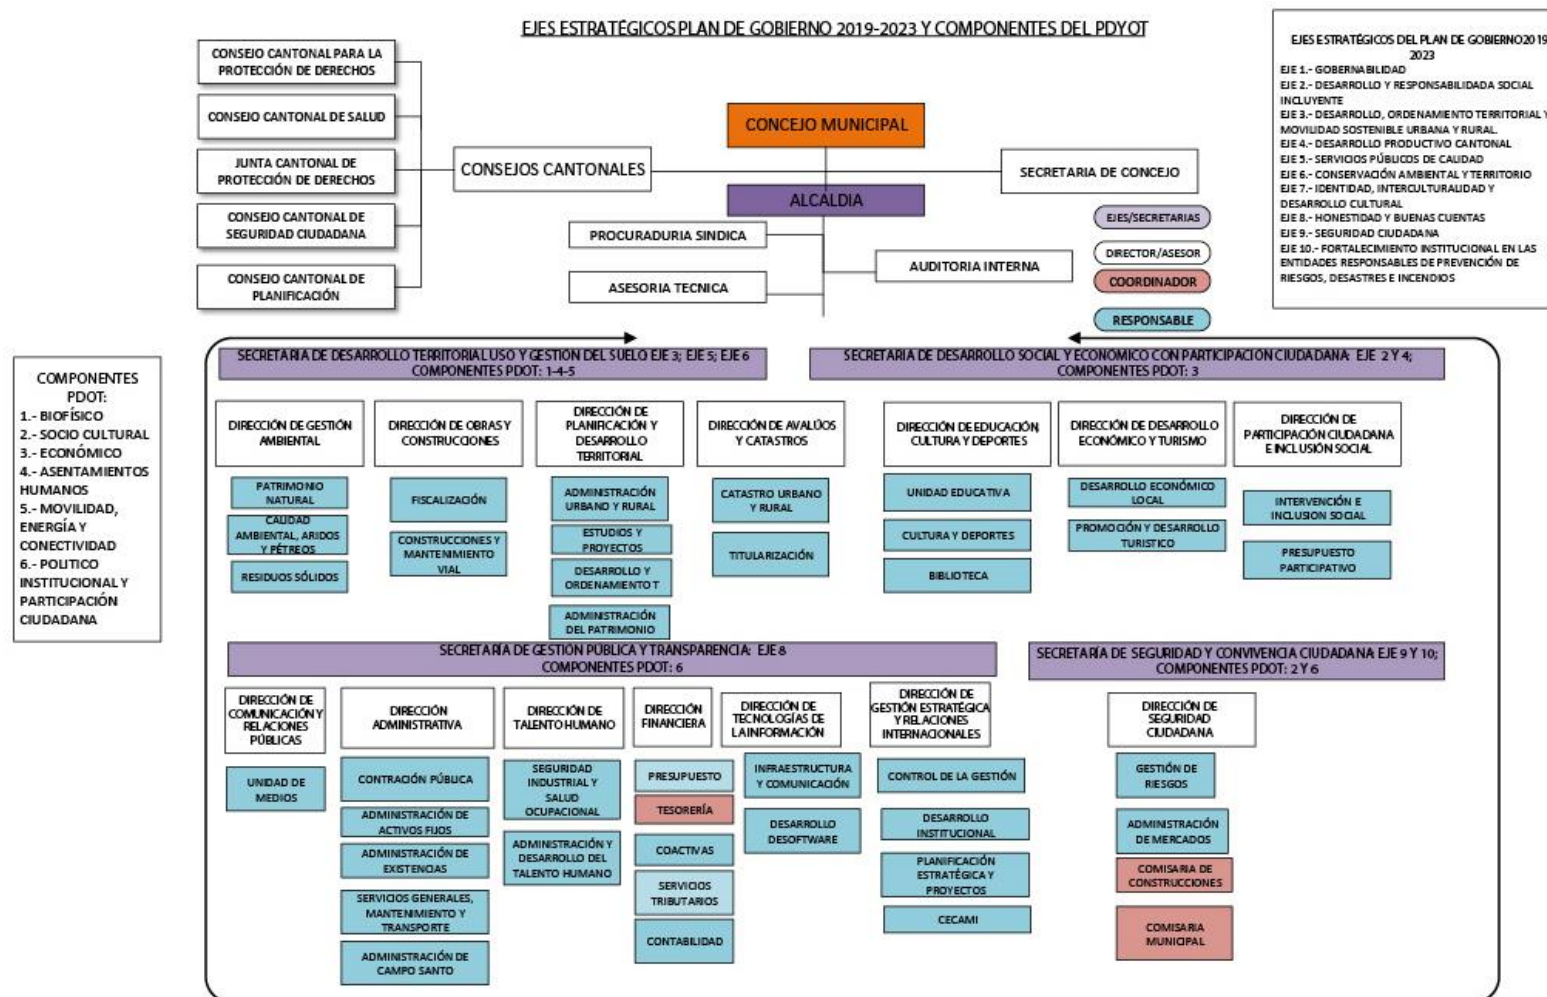 EJES ESTRATÉGICOS PLAN DE GOBIERNO 2019-2023 Y COMPONENTES DEL PDYOT
CONSEJO CANTONAL PARA LA
PROTECCIÓN DE DERECHOS
CONSEJO CANTONAL DE SALUD
JUNTA CANTONAL DE
PROTECCIÓN DE DERECHOS
CONSEJO CANTONAL DE
SEGURIDAD CIUDADANA
CONSEJO CANTONAL DE
PLANIFICACIÓN
CONSEJOS CANTONALES
CONCEJO MUNICIPAL
SECRETARIA DE CONCEJO
ALCALDIA
PROCURADURIA SINDICA
AUDITORIA INTERNA
ASESORIA TECNICA
EJES/SECRETARIAS
DIRECTOR/ASESOR
COORDINADOR
RESPONSABLE
EJES ESTRATÉGICOS DEL PLAN DE GOBIERNO 2019
2023
EJE 1.- GOBERNABILIDAD
EJE 2.- DESARROLLO Y RESPONSABILIDADA SOCIAL
INCLUYENTE
EJE 3.- DESARROLLO, ORDENAMIENTO TERRITORIAL Y
MOVILIDAD SOSTENIBLE URBANA Y RURAL.
EJE 4.- DESARROLLO PRODUCTIVO CANTONAL
EJE 5.- SERVICIOS PÚBLICOS DE CALIDAD
EJE 6.- CONSERVACIÓN AMBIENTAL Y TERRITORIO
EJE 7.- IDENTIDAD, INTERCULTURALIDAD Y
DESARROLLO CULTURAL
EJE 8.- HONESTIDAD Y BUENAS CUENTAS
EJE 9.- SEGURIDAD CIUDADANA
EJE 10.- FORTALECIMIENTO INSTITUCIONAL EN LAS
ENTIDADES RESPONSABLES DE PREVENCIÓN DE
RIESGOS, DESASTRES E INCENDIOS
COMPONENTES
PDOT:
1.- BIOFÍSICO
2.- SOCIO CULTURAL
3.- ECONÓMICO
4.- ASENTAMIENTOS
HUMANOS
5.- MOVILIDAD,
ENERGÍA Y
CONECTIVIDAD
6.- POLITICO
INSTITUCIONAL Y
PARTICIPACIÓN
CIUDADANA
SECRETARIA DE DESARROLLO TERRITORIAL USO Y GESTIÓN DEL SUELO EJE 3; EJE 5; EJE 6
COMPONENTES PDOT: 1-4-5
DIRECCIÓN DE GESTIÓN
AMBIENTAL
PATRIMONIO
NATURAL
CALIDAD
AMBIENTAL, ARIDOS
Y PÉTREOS
RESIDUOS SÓLIDOS
DIRECCIÓN DE OBRAS Y
CONSTRUCCIONES
FISCALIZACIÓN
CONSTRUCCIONES Y
MANTENIMIENTO
VIAL
DIRECCIÓN DE
PLANIFICACIÓN Y
DESARROLLO
TERRITORIAL
ADMINISTRACIÓN
URBANO Y RURAL
ESTUDIOS Y
PROYECTOS
DESARROLLO Y
ORDENAMIENTO T
ADMINISTRACIÓN
DEL PATRIMONIO
DIRECCIÓN DE AVALÚOS
Y CATASTROS
CATASTRO URBANO
Y RURAL
TITULARIZACIÓN
SECRETARIA DE DESARROLLO SOCIAL Y ECONÓMICO CON PARTICIPACIÓN CIUDADANA: EJE 2 Y 4;
COMPONENTES PDOT: 3
DIRECCIÓN DE EDUCACIÓN,
CULTURA Y DEPORTES
UNIDAD EDUCATIVA
CULTURA Y DEPORTES
BIBLIOTECA
DIRECCIÓN DE DESARROLLO
ECONÓMICO Y TURISMO
DESARROLLO ECONÓMICO
LOCAL
PROMOCIÓN Y DESARROLLO
TURISTICO
DIRECCIÓN DE
PARTICIPACIÓN CIUDADANA
E INCLUSIÓN SOCIAL
INTERVENCIÓN E
INCLUSION SOCIAL
PRESUPUESTO
PARTICIPATIVO
SECRETARÍA DE GESTIÓN PÚBLICA Y TRANSPARENCIA: EJE 8
COMPONENTES PDOT: 6
DIRECCIÓN DE
COMUNICACIÓN Y
RELACIONES
PÚBLICAS
UNIDAD DE
MEDIOS
DIRECCIÓN
ADMINISTRATIVA
CONTRACIÓN PÚBLICA
ADMINISTRACIÓN DE
ACTIVOS FIJOS
ADMINISTRACIÓN DE
EXISTENCIAS
SERVICIOS GENERALES,
MANTENIMIENTO Y
TRANSPORTE
ADMINISTRACIÓN DE
CAMPO SANTO
DIRECCIÓN DE
TALENTO HUMANO
SEGURIDAD
INDUSTRIAL Y
SALUD
OCUPACIONAL
ADMINISTRACIÓN Y
DESARROLLO DEL
TALENTO HUMANO
DIRECCIÓN
FINANCIERA
PRESUPUESTO
TESORERÍA
COACTIVAS
SERVICIOS
TRIBUTARIOS
CONTABILIDAD
DIRECCIÓN DE
TECNOLOGÍAS DE
LA INFORMACIÓN
INFRAESTRUCTURA
Y COMUNICACIÓN
DESARROLLO
DESOFTWARE
DIRECCIÓN DE
GESTIÓN ESTRATÉGICA
Y RELACIONES
INTERNACIONALES
CONTROL DE LA GESTIÓN
DESARROLLO
INSTITUCIONAL
PLANIFICACIÓN
ESTRATÉGICA Y
PROYECTOS
CECAMI
SECRETARÍA DE SEGURIDAD Y CONVIVENCIA CIUDADANA EJE 9 Y 10;
COMPONENTES PDOT: 2 Y 6
DIRECCIÓN DE
SEGURIDAD
CIUDADANA
GESTIÓN DE
RIESGOS
ADMINISTRACIÓN
DE MERCADOS
COMISARIA DE
CONSTRUCCIONES
COMISARIA
MUNICIPAL